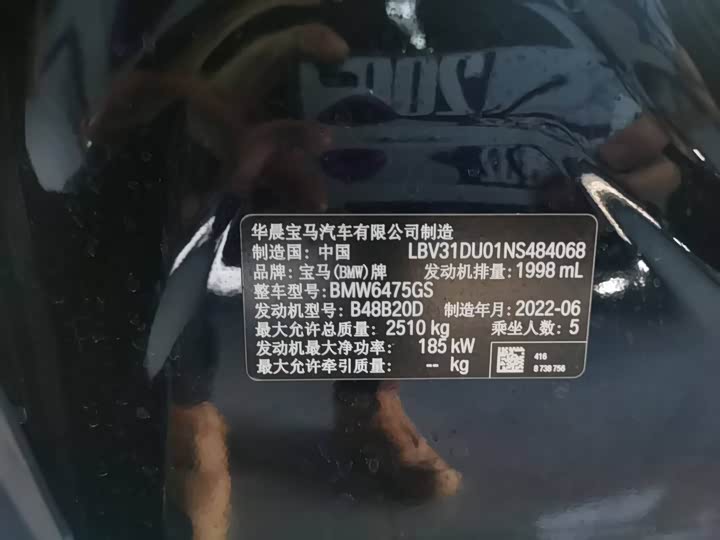 华晨宝马汽车有限公司制造
制造国：中国 LBV31DU01NS484068
品牌：宝马(BMW)牌 发动机排量：1998 mL
整车型号：BMW6475GS
发动机型号：B48B20D 制造年月：2022-06
最大允许总质量：2510 kg 乘坐人数：5
发动机最大净功率： 185 kW
最大允许牵引质量： -- kg
416
8 738 756